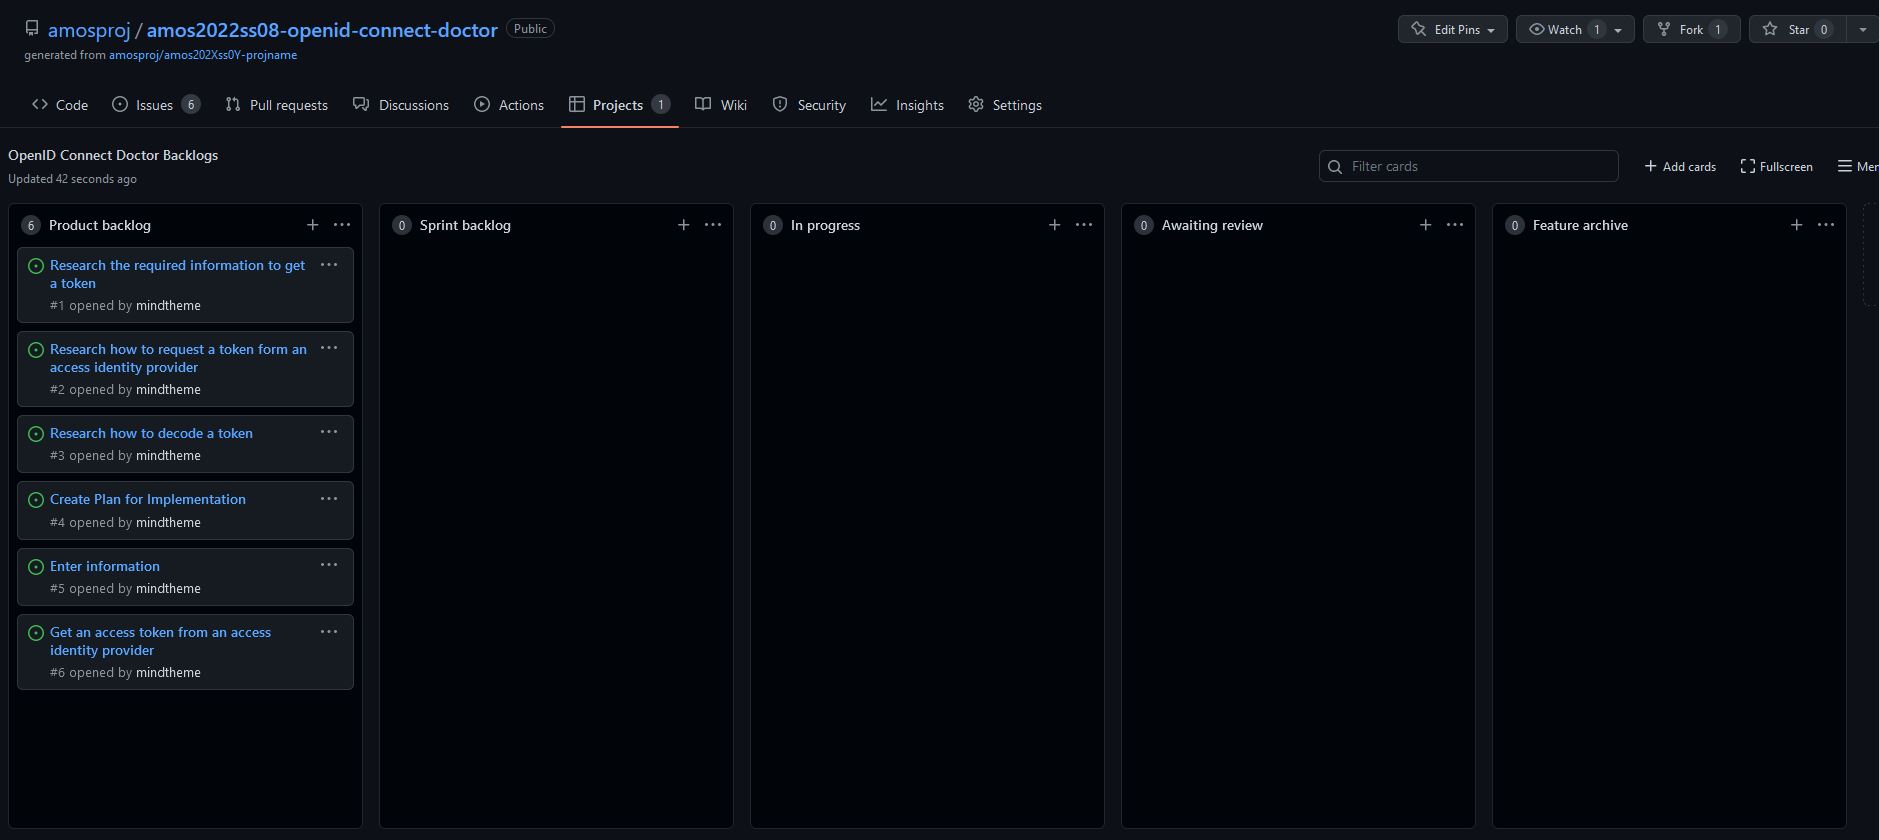 amosproj / amos2022ss08-openid-connect-doctor Public
generated from amosproj/amos202Xss0Y-projname
Edit Pins
Watch 1
Fork 1
Star 0
Code
Issues 6
Pull requests
Discussions
Actions
Projects 1
Wiki
Security
Insights
Settings
OpenID Connect Doctor Backlogs
Updated 42 seconds ago
Filter cards
Add cards
Fullscreen
Men
6 Product backlog
Research the required information to get
a token
#1 opened by mindtheme
Research how to request a token form an
access identity provider
#2 opened by mindtheme
Research how to decode a token
#3 opened by mindtheme
Create Plan for Implementation
#4 opened by mindtheme
Enter information
#5 opened by mindtheme
Get an access token from an access
identity provider
#6 opened by mindtheme
0 Sprint backlog
0 In progress
0 Awaiting review
0 Feature archive